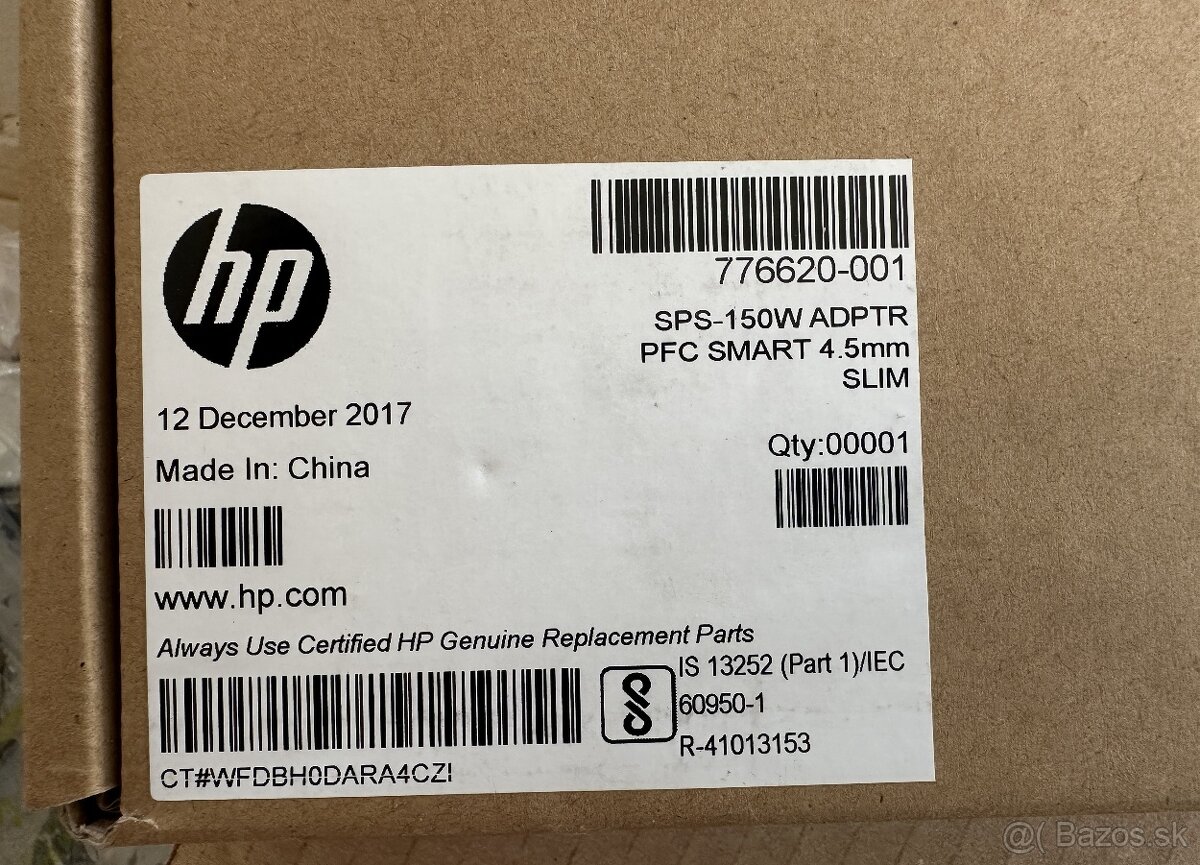 hp
776620-001
SPS-150W ADPTR
PFC SMART 4.5mm
SLIM
12 December 2017
Qty:00001
Made In: China
www.hp.com
Always Use Certified HP Genuine Replacement Parts
IS 13252 (Part 1)/IEC
60950-1
R-41013153
CT#WFDBH0DARA4CZI
@( Bazos.sk